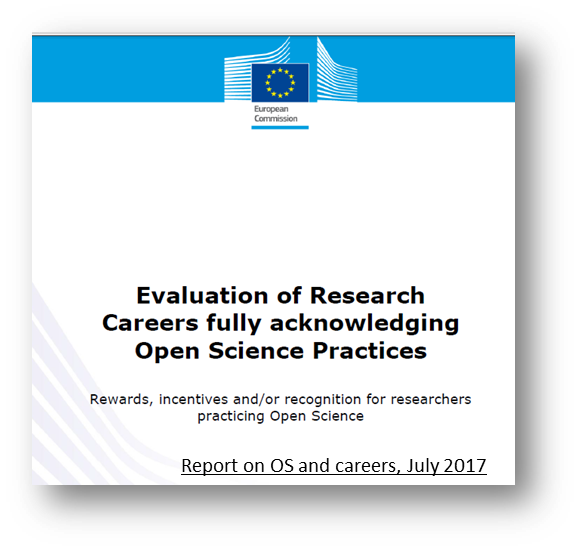 European
Commission
Evaluation of Research
Careers fully acknowledging
Open Science Practices
Rewards, incentives and/or recognition for researchers
practicing Open Science
Report on OS and careers, July 2017